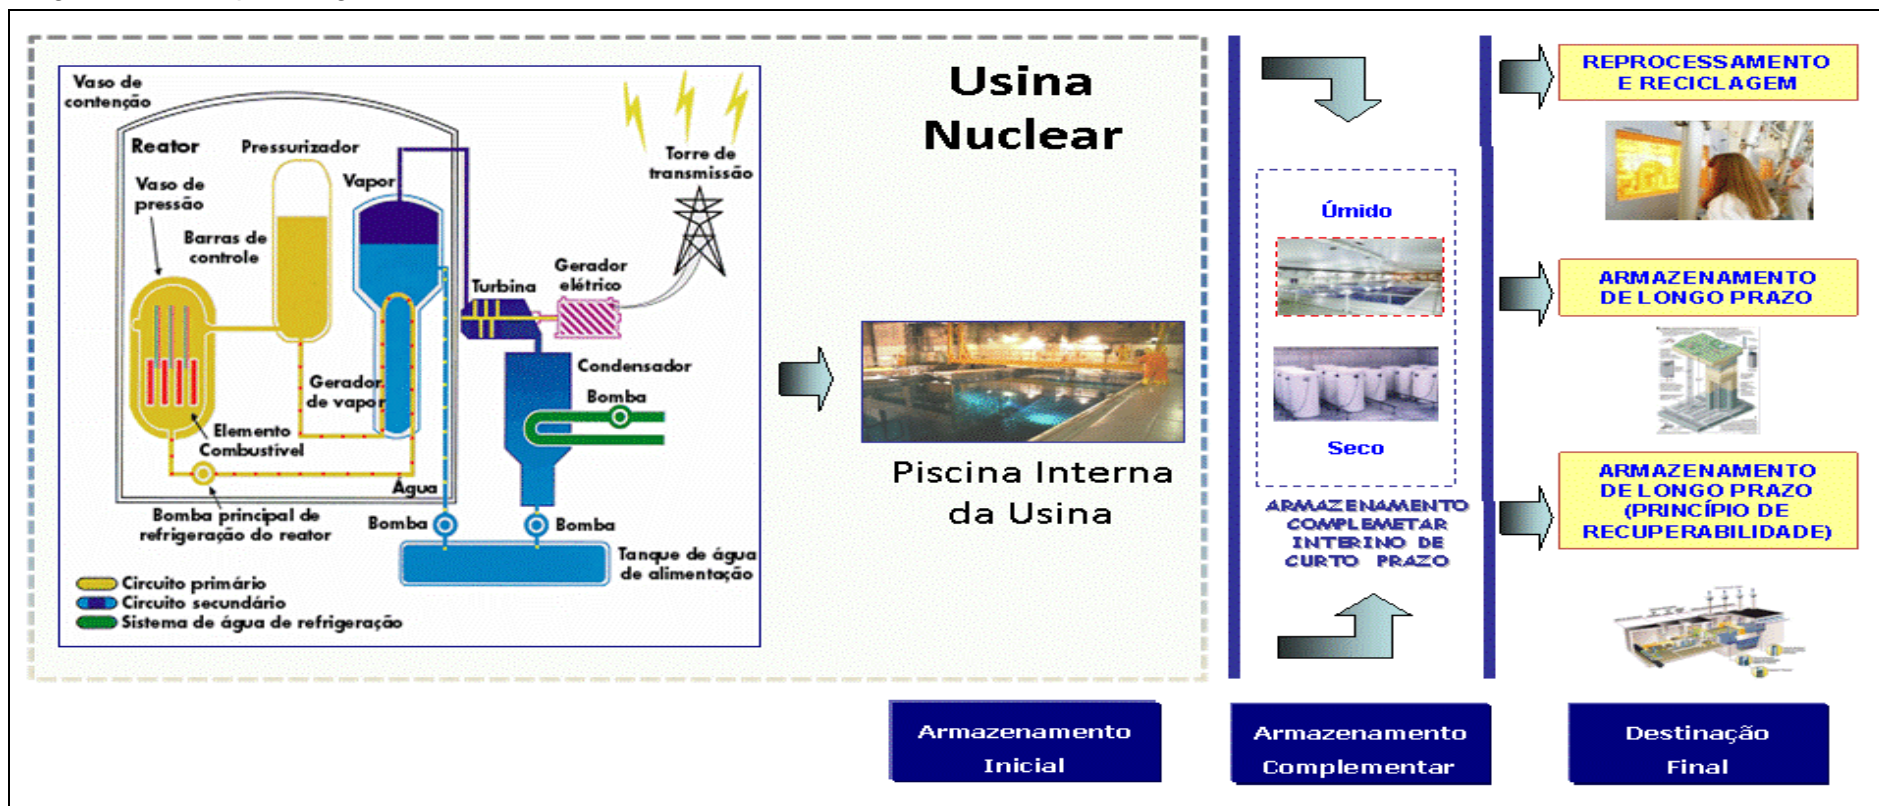 Usina
Nuclear
Vaso de
contenção
Reator
Pressurizador
Vaso de
pressão
Vapor
Barras de
controle
Torre de
transmissão
Turbina
Gerador
elétrico
Condensador
Bomba
Gerador
de vapor
Elemento
Combustível
Água
Bomba principal de
refrigeração do reator
Bomba
Bomba
Tanque de água
de alimentação
Circuito primário
Circuito secundário
Sistema de água de refrigeração
Piscina Interna
da Usina
Úmido
Seco
ARMAZENAMENTO
COMPLEMETAR
INTERINO DE
CURTO PRAZO
REPROCESSAMENTO
E RECICLAGEM
ARMAZENAMENTO
DE LONGO PRAZO
ARMAZENAMENTO
DE LONGO PRAZO
(PRINCÍPIO DE
RECUPERABILIDADE)
Armazenamento
Inicial
Armazenamento
Complementar
Destinação
Final